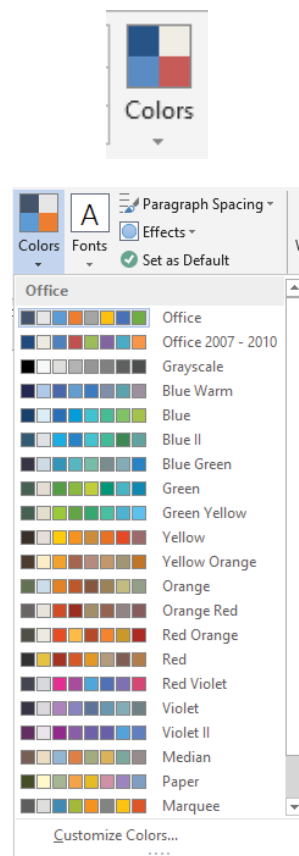 Colors
A
Paragraph Spacing
Effects
Colors Fonts
Set as Default
Office
Office
Office 2007 - 2010
Grayscale
Blue Warm
Blue
Blue II
Blue Green
Green
Green Yellow
Yellow
Yellow Orange
Orange
Orange Red
Red Orange
Red
Red Violet
Violet
Violet II
Median
Paper
Marquee
Customize Colors...